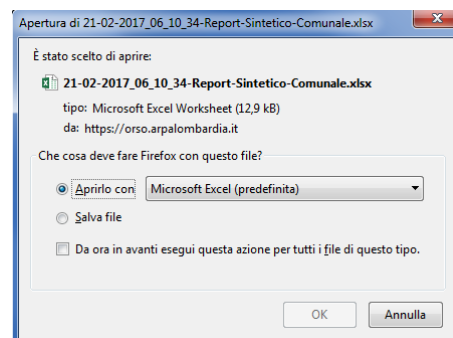 Apertura di 21-02-2017_06_10_34-Report-Sintetico-Comunale.xlsx
È stato scelto di aprire:
21-02-2017_06_10_34-Report-Sintetico-Comunale.xlsx
tipo: Microsoft Excel Worksheet (12,9 kB)
da: https://orso.arpalombardia.it
Che cosa deve fare Firefox con questo file?
Aprirlo con Microsoft Excel (predefinita)
Salva file
Da ora in avanti esegui questa azione per tutti i file di questo tipo.
OK Annulla